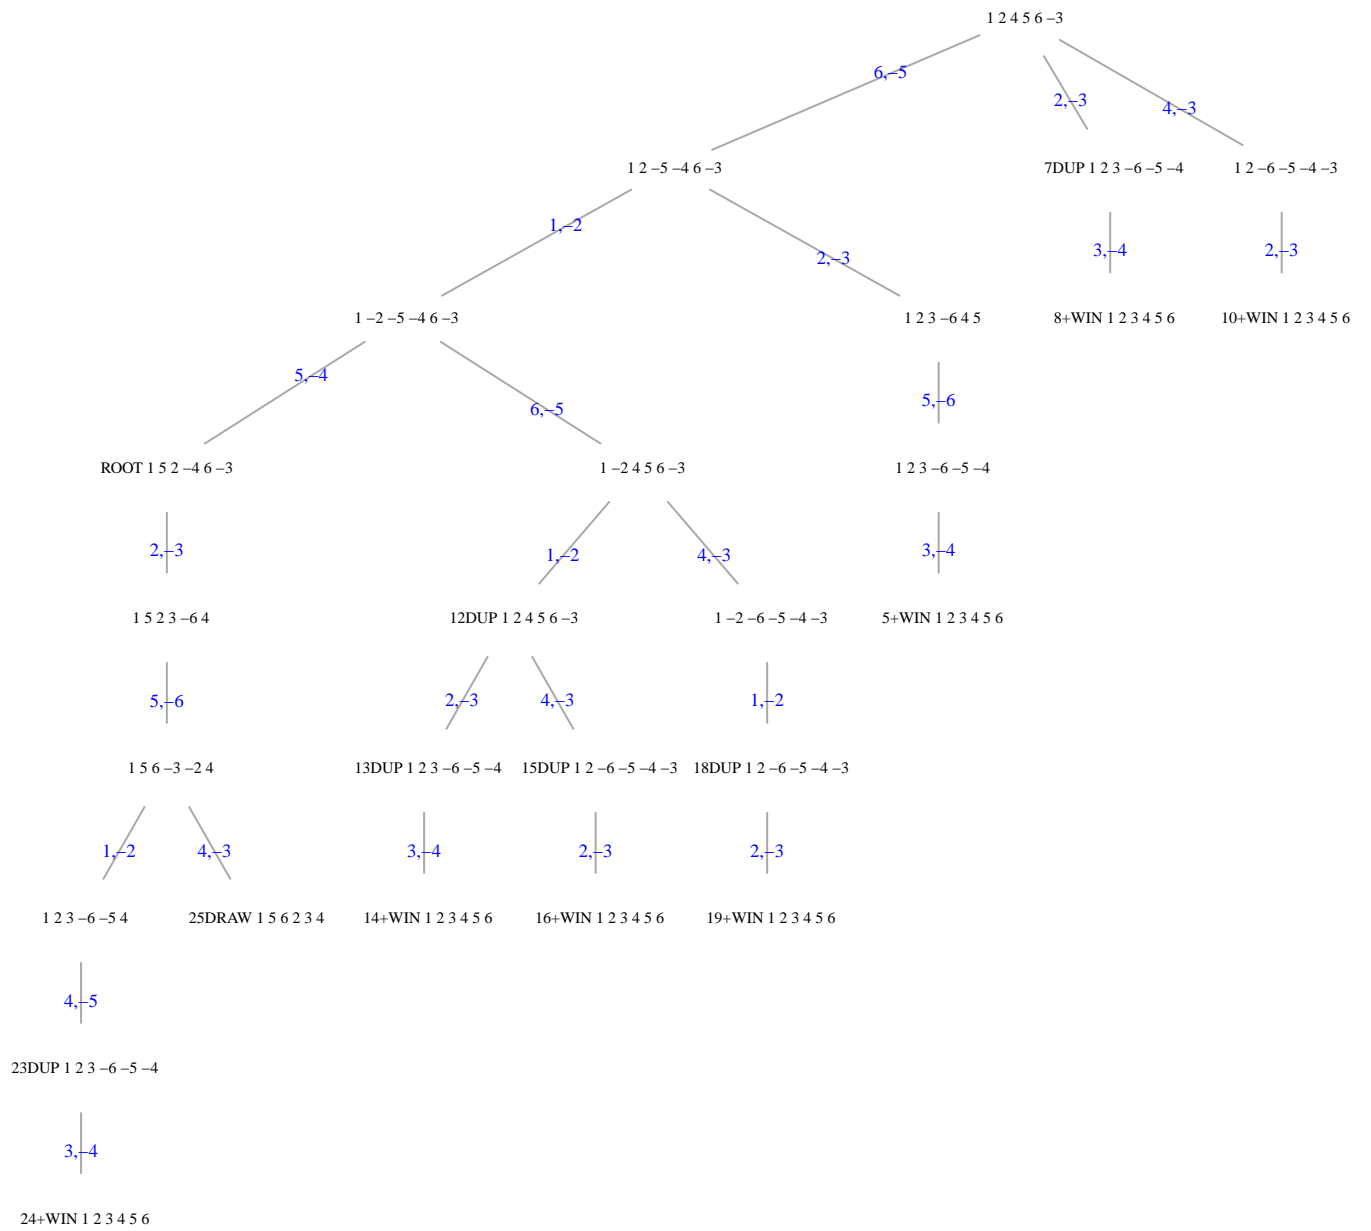 1 2 4 5 6 –3
6,–5
2,–3
4,–3
1 2 –5 –4 6 –3
7DUP 1 2 3 –6 –5 –4
1 2 –6 –5 –4 –3
1,–2
2,–3
3,–4
2,–3
1 –2 –5 –4 6 –3
1 2 3 –6 4 5
8+WIN 1 2 3 4 5 6
10+WIN 1 2 3 4 5 6
5,–4
6,–5
5,–6
ROOT 1 5 2 –4 6 –3
1 –2 4 5 6 –3
1 2 3 –6 –5 –4
2,–3
1,–2
4,–3
3,–4
1 5 2 3 –6 4
12DUP 1 2 4 5 6 –3
1 –2 –6 –5 –4 –3
5+WIN 1 2 3 4 5 6
5,–6
2,–3
4,–3
1,–2
1 5 6 –3 –2 4
13DUP 1 2 3 –6 –5 –4
15DUP 1 2 –6 –5 –4 –3
18DUP 1 2 –6 –5 –4 –3
1,–2
4,–3
3,–4
2,–3
2,–3
1 2 3 –6 –5 4
25DRAW 1 5 6 2 3 4
14+WIN 1 2 3 4 5 6
16+WIN 1 2 3 4 5 6
19+WIN 1 2 3 4 5 6
4,–5
23DUP 1 2 3 –6 –5 –4
3,–4
24+WIN 1 2 3 4 5 6